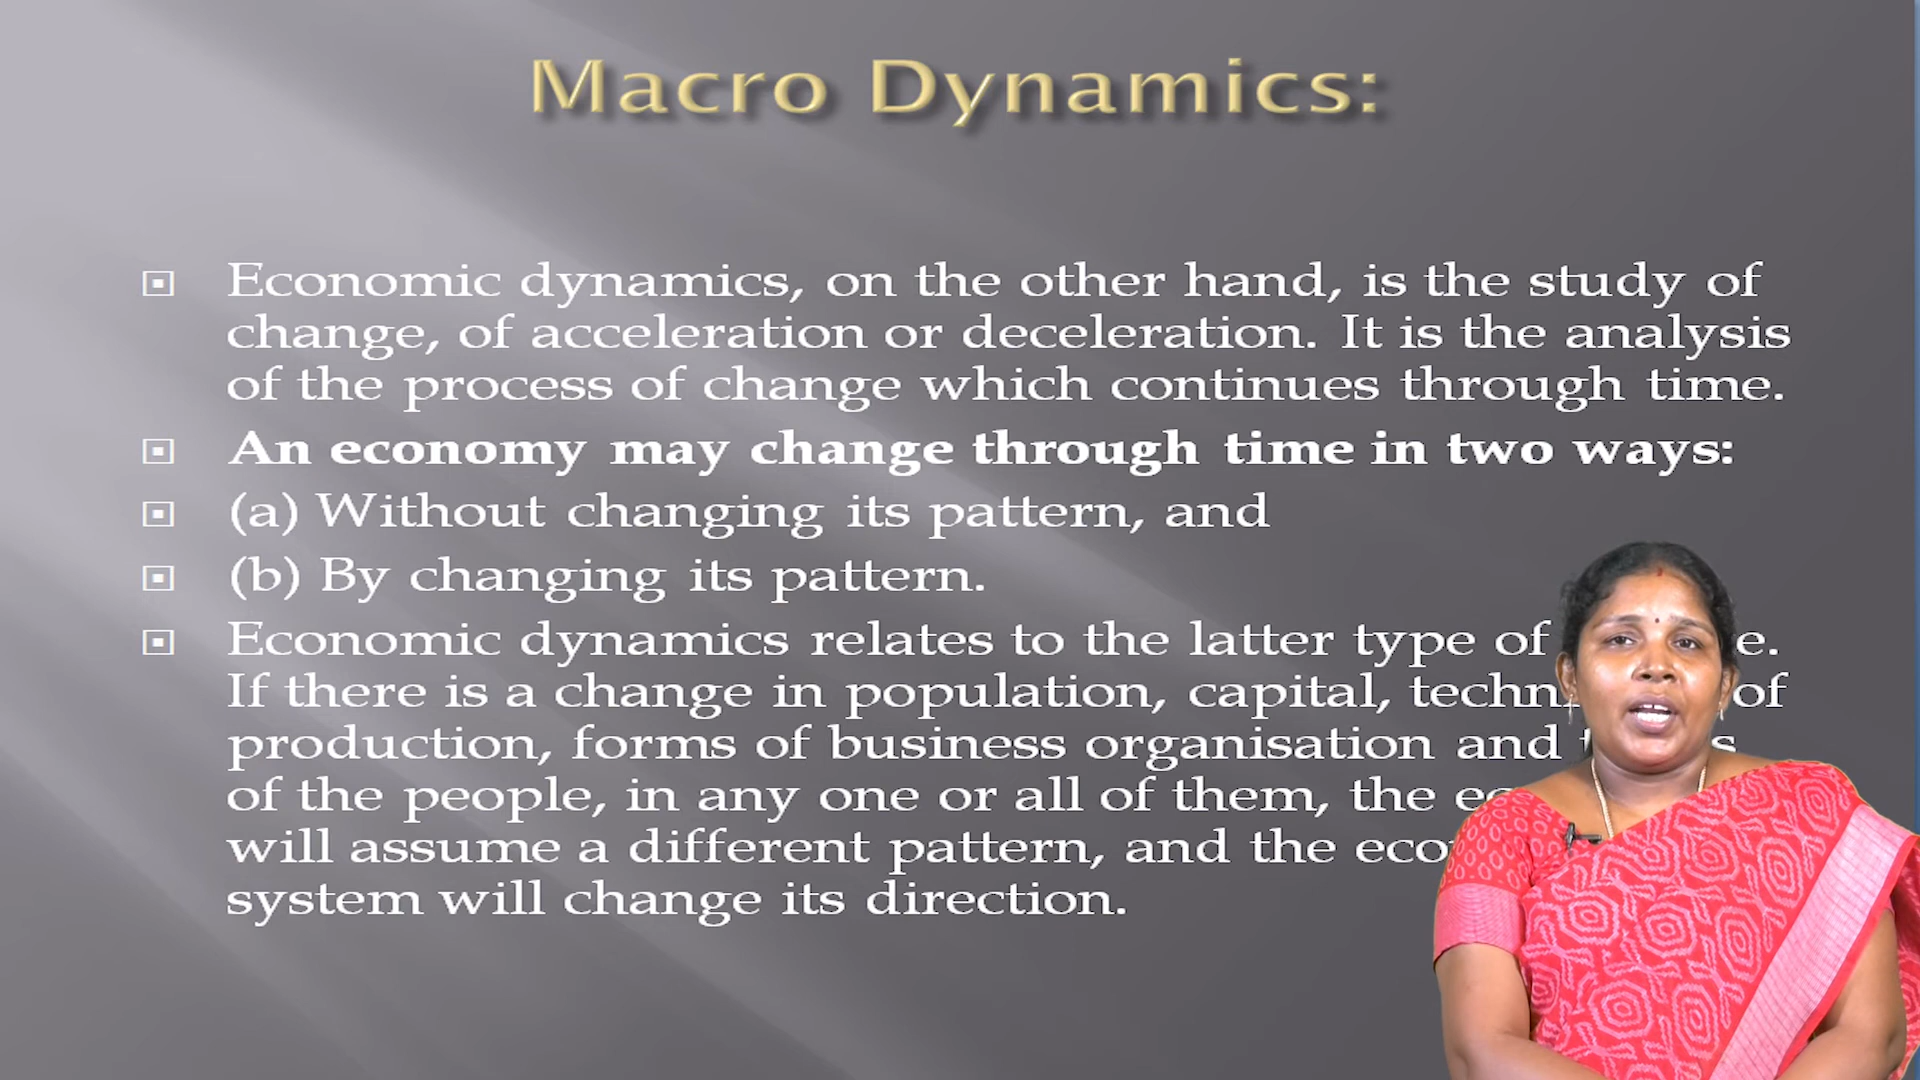 Macro Dynamics:
Economic dynamics, on the other hand, is the study of
change, of acceleration or deceleration. It is the analysis
of the process of change which continues through time.
An economy may change through time in two ways:
(a) Without changing its pattern, and
(b) By changing its pattern.
Economic dynamics relates to the latter type of
If there is a change in population, capital, of
production, forms of business organisation and
of the people, in any one or all of them, the
will assume a different pattern, and the
system will change its direction.